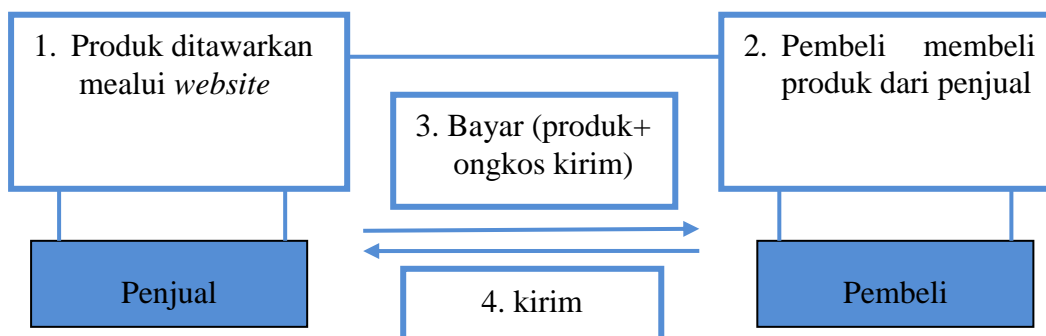 1. Produk ditawarkan
mealui website
2. Pembeli membeli
produk dari penjual
3. Bayar (produk+
ongkos kirim)
4. kirim
Penjual
Pembeli